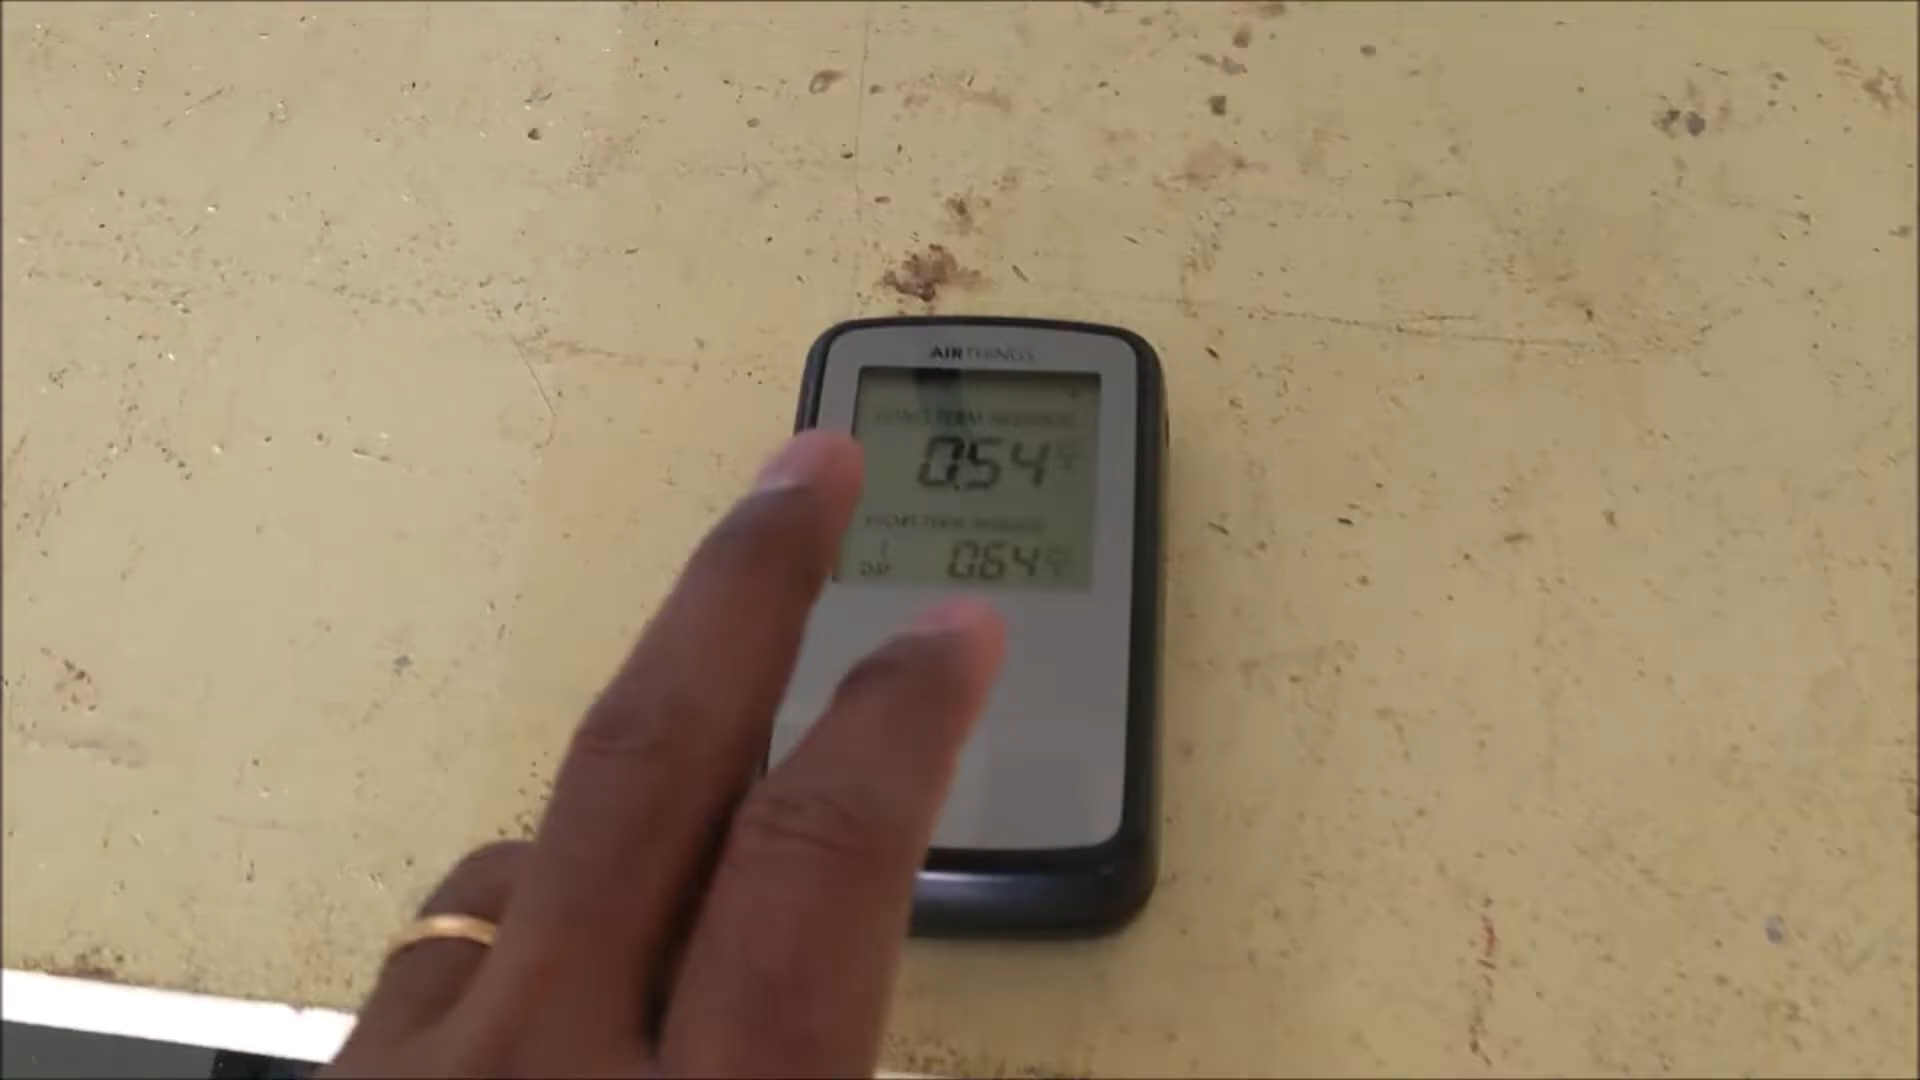 AIRTHINGS
LONG TERM AVERAGE
0.54
SHORT TERM AVERAGE
1
DAY 0.64